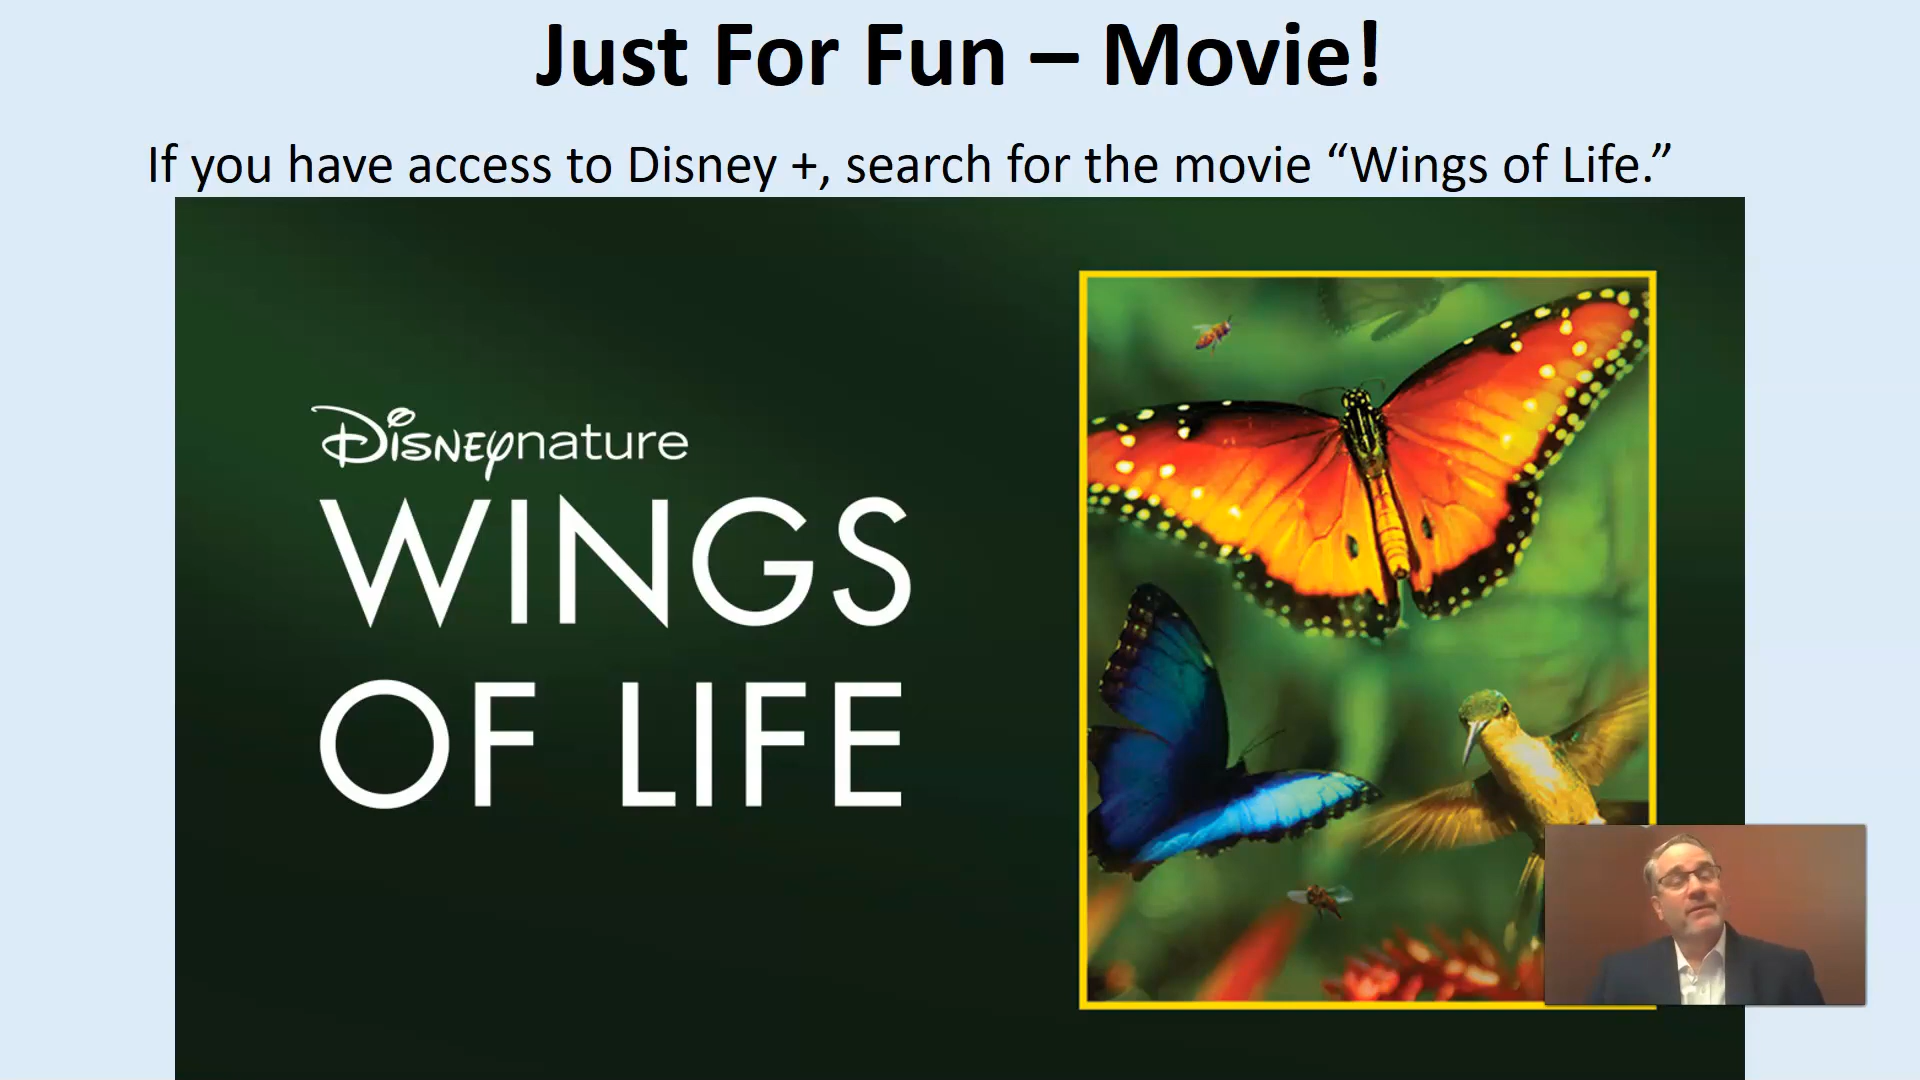 Just For Fun – Movie!
If you have access to Disney +, search for the movie “Wings of Life.”
Disneynature
WINGS
OF LIFE